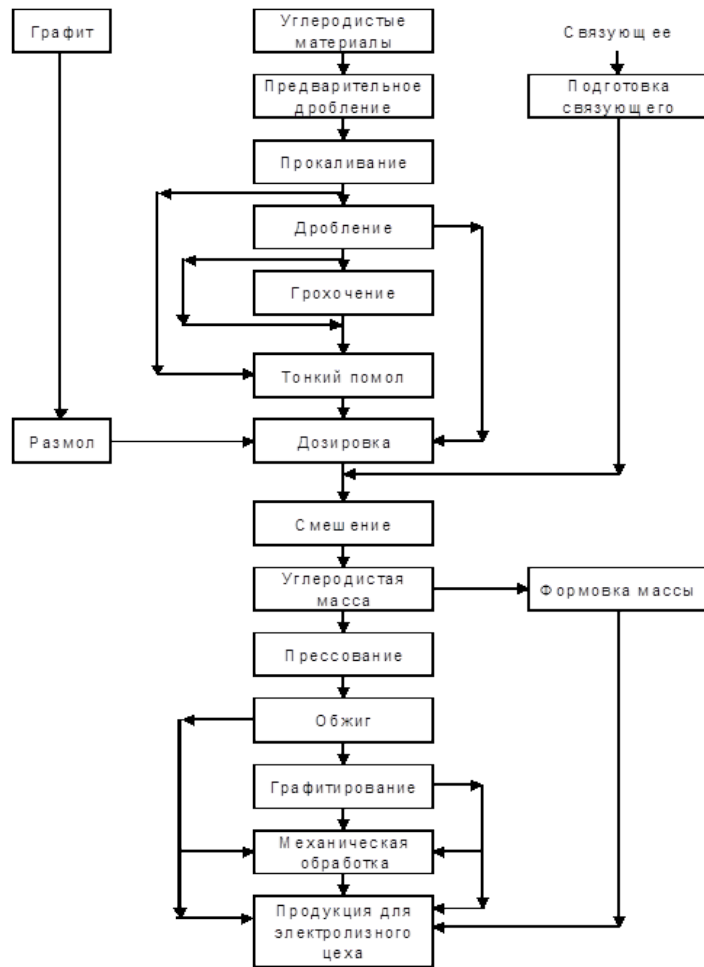 Графит
Углеродистые
материалы
Связующее
Предварительное
дробление
Подготовка
связующего
Прокаливание
Дробление
Грохочение
Тонкий помол
Размол
Дозировка
Смешение
Углеродистая
масса
Формовка массы
Прессование
Обжиг
Графитирование
Механическая
обработка
Продукция для
электролизного
цеха